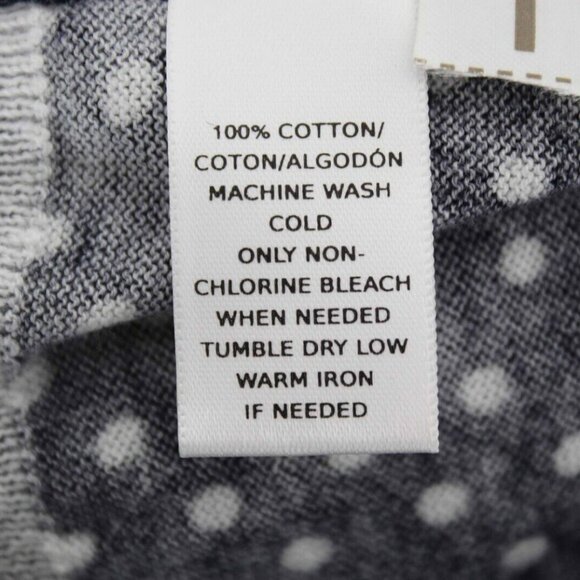 100% COTTON/
COTON/ALGODÓN
MACHINE WASH
COLD
ONLY NON-
CHLORINE BLEACH
WHEN NEEDED
TUMBLE DRY LOW
WARM IRON
IF NEEDED